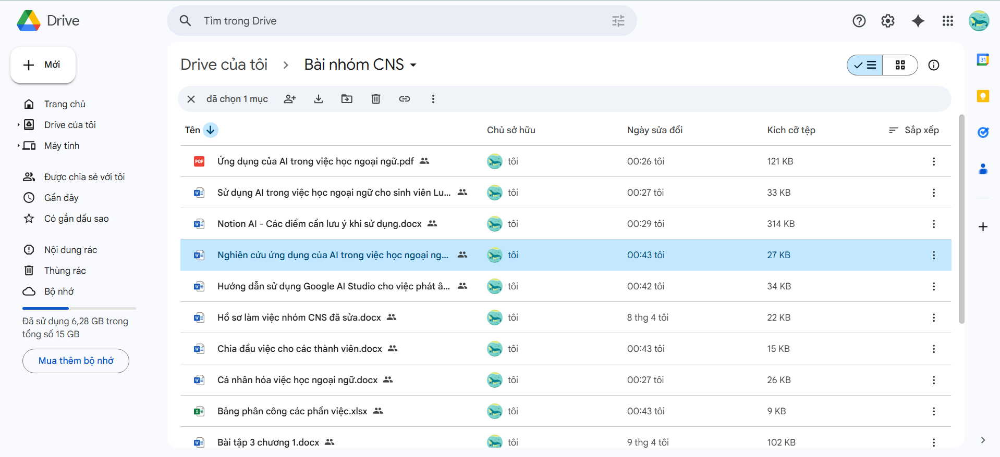 Drive
Tìm trong Drive
Mới
Trang chủ
Drive của tôi
Máy tính
Được chia sẻ với tôi
Gần đây
Có gắn dấu sao
Nội dung rác
Thùng rác
Bộ nhớ
Đã sử dụng 6,28 GB trong
tổng số 15 GB
Mua thêm bộ nhớ
Drive của tôi > Bài nhóm CNS
đã chọn 1 mục
Tên Chủ sở hữu Ngày sửa đổi Kích cỡ tệp Sắp xếp
PDF Ứng dụng của AI trong việc học ngoại ngữ.pdf tôi 00:26 tôi 121 KB
W Sử dụng AI trong việc học ngoại ngữ cho sinh viên Lu... tôi 00:27 tôi 33 KB
W Notion AI - Các điểm cần lưu ý khi sử dụng.docx tôi 00:29 tôi 314 KB
W Nghiên cứu ứng dụng của AI trong việc học ngoại ng... tôi 00:43 tôi 27 KB
W Hướng dẫn sử dụng Google AI Studio cho việc phát â... tôi 00:42 tôi 34 KB
W Hồ sơ làm việc nhóm CNS đã sửa.docx tôi 8 thg 4 tôi 22 KB
W Chia đầu việc cho các thành viên.docx tôi 00:43 tôi 15 KB
W Cá nhân hóa việc học ngoại ngữ.docx tôi 00:27 tôi 26 KB
X Bảng phân công các phần việc.xlsx tôi 00:43 tôi 9 KB
W Bài tập 3 chương 1.docx tôi 9 thg 4 tôi 102 KB
31